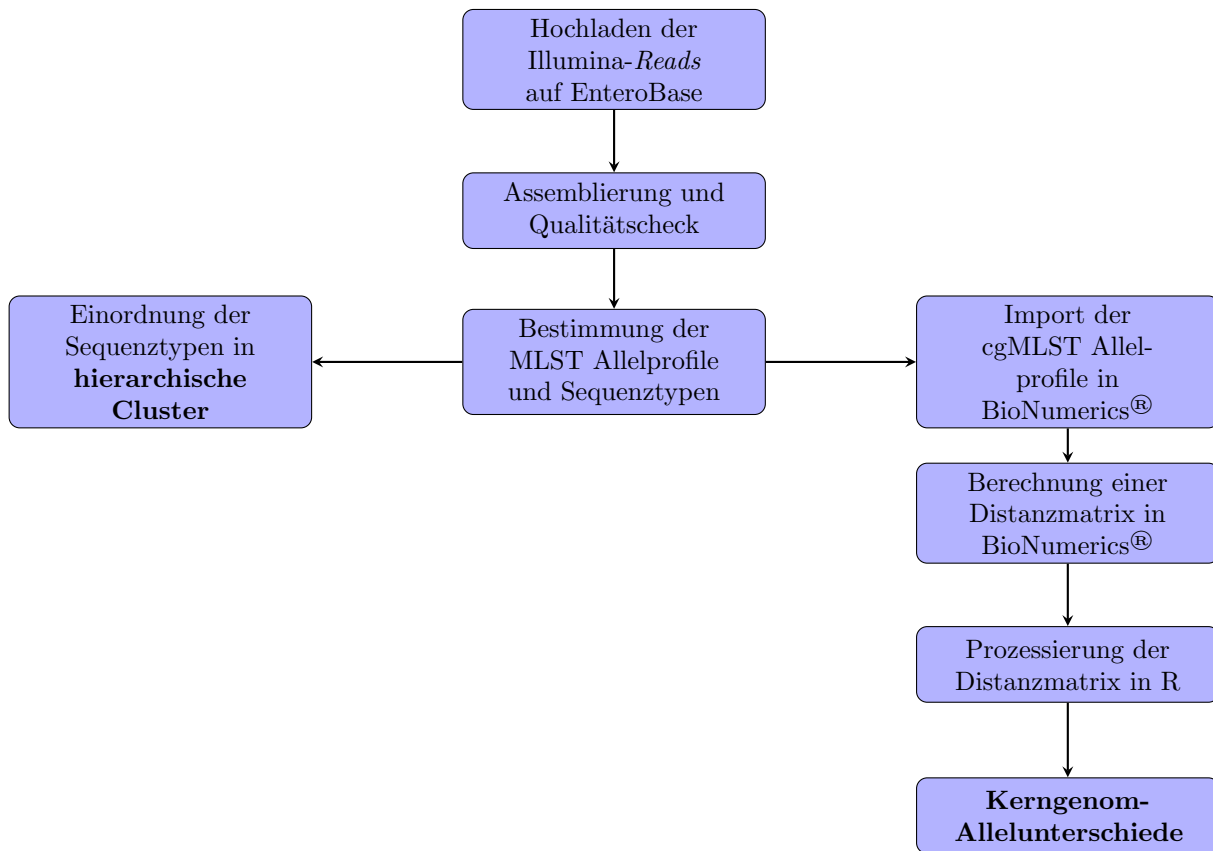 Hochladen der
Illumina-Reads
auf EnteroBase
Assemblierung und
Qualitätscheck
Einordnung der
Sequenztypen in
hierarchische
Cluster
Bestimmung der
MLST Allelprofile
und Sequenztypen
Import der
cgMLST Allel-
profile in
BioNumerics®
Berechnung einer
Distanzmatrix in
BioNumerics®
Prozessierung der
Distanzmatrix in R
Kerngenom-
Allelunterschiede